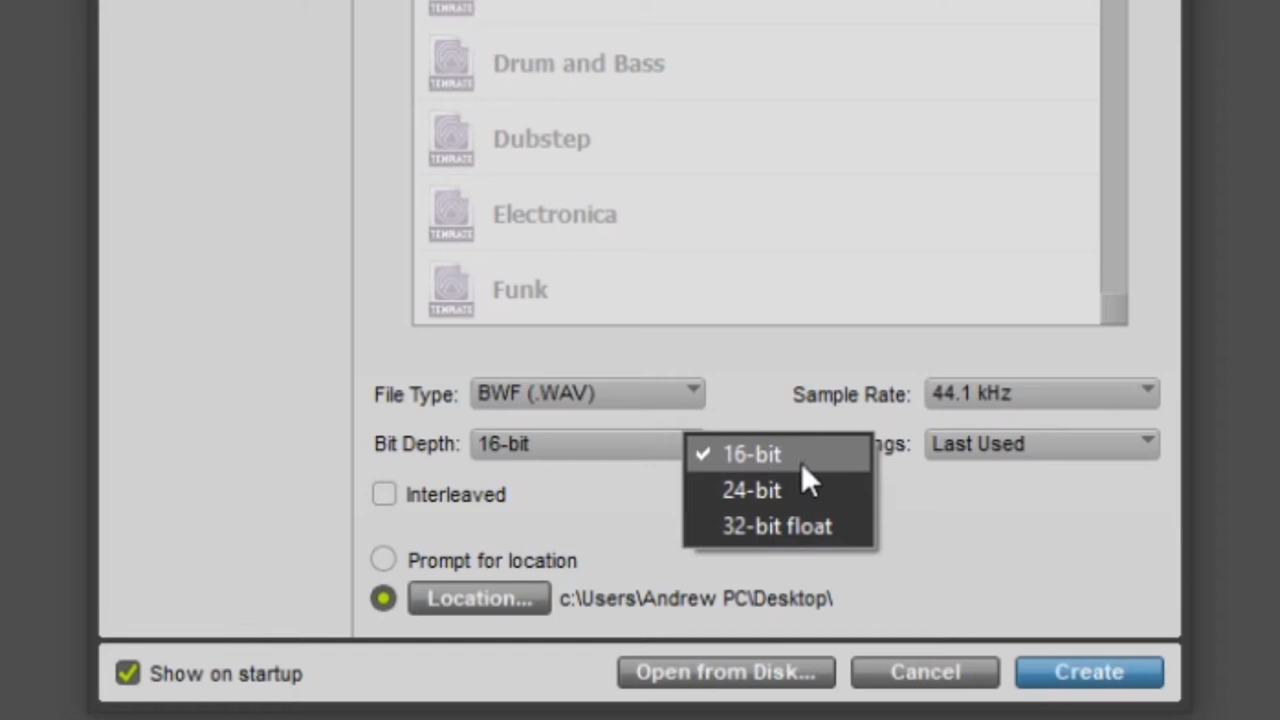 TEMPLATE
Drum and Bass
TEMPLATE
Dubstep
TEMPLATE
Electronica
TEMPLATE
Funk
TEMPLATE
File Type: BWF (.WAV) Sample Rate: 44.1 kHz
Bit Depth: 16-bit ngs: Last Used
16-bit
24-bit
32-bit float
Interleaved
Prompt for location
Location... c:\Users\Andrew PC\Desktop\
Show on startup Open from Disk... Cancel Create